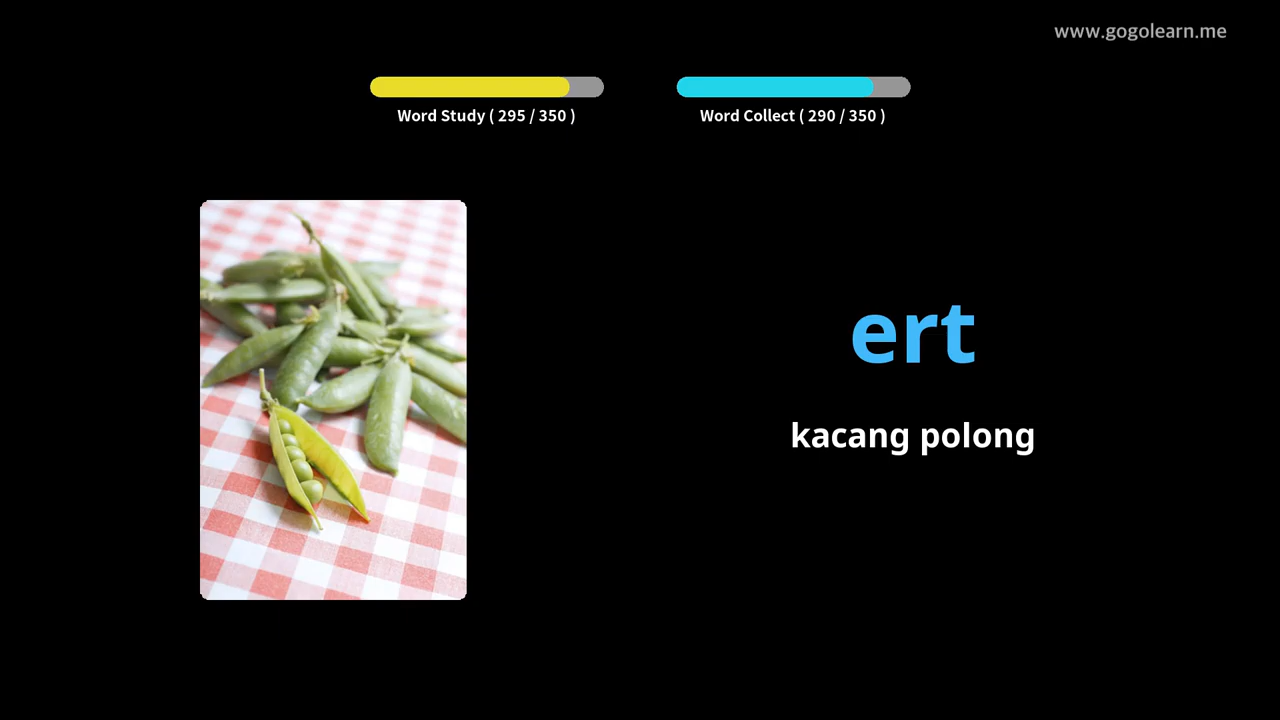 www.gogolearn.me
Word Study ( 295 / 350 )
Word Collect ( 290 / 350 )
ert
kacang polong